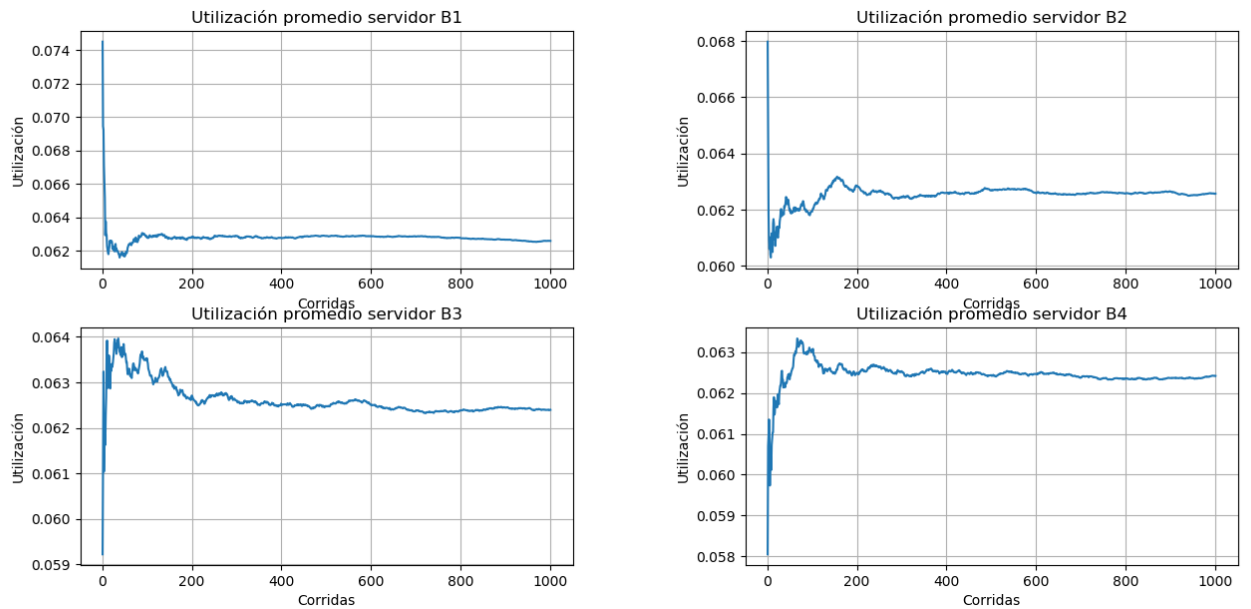 Utilización promedio servidor B1
Utilización
0.074
0.072
0.070
0.068
0.066
0.064
0.062
0 200 400 600 800 1000
Corridas
Utilización promedio servidor B2
Utilización
0.068
0.066
0.064
0.062
0.060
0 200 400 600 800 1000
Corridas
Utilización promedio servidor B3
Utilización
0.064
0.063
0.062
0.061
0.060
0.059
0 200 400 600 800 1000
Corridas
Utilización promedio servidor B4
Utilización
0.063
0.062
0.061
0.060
0.059
0.058
0 200 400 600 800 1000
Corridas